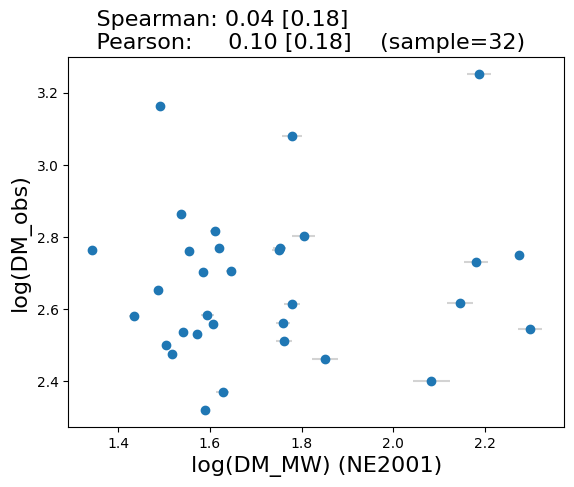 Spearman: 0.04 [0.18]
Pearson: 0.10 [0.18] (sample=32)
log(DM_obs)
3.2
3.0
2.8
2.6
2.4
1.4 1.6 1.8 2.0 2.2
log(DM_MW) (NE2001)